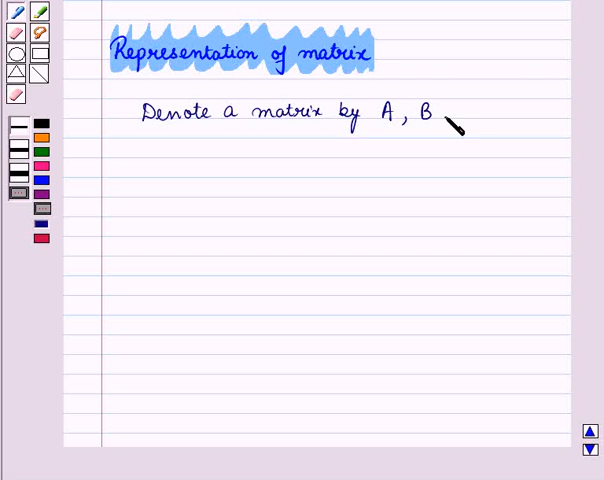 Representation of matrix
Denote a matrix by A, B